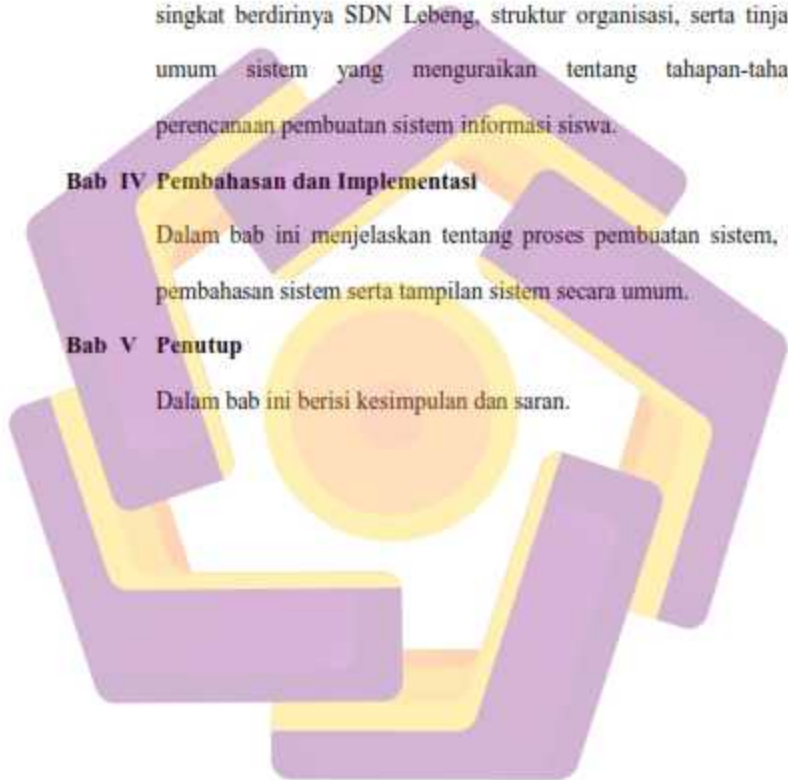 singkat berdirinya SDN Lebeng, struktur organisasi, serta tinja
umum sistem yang menguraikan tentang tahapan-taha
perencanaan pembuatan sistem informasi siswa.
Bab IV Pembahasan dan Implementasi
Dalam bab ini menjelaskan tentang proses pembuatan sistem,
pembahasan sistem serta tampilan sistem secara umum.
Bab V Penutup
Dalam bab ini berisi kesimpulan dan saran.